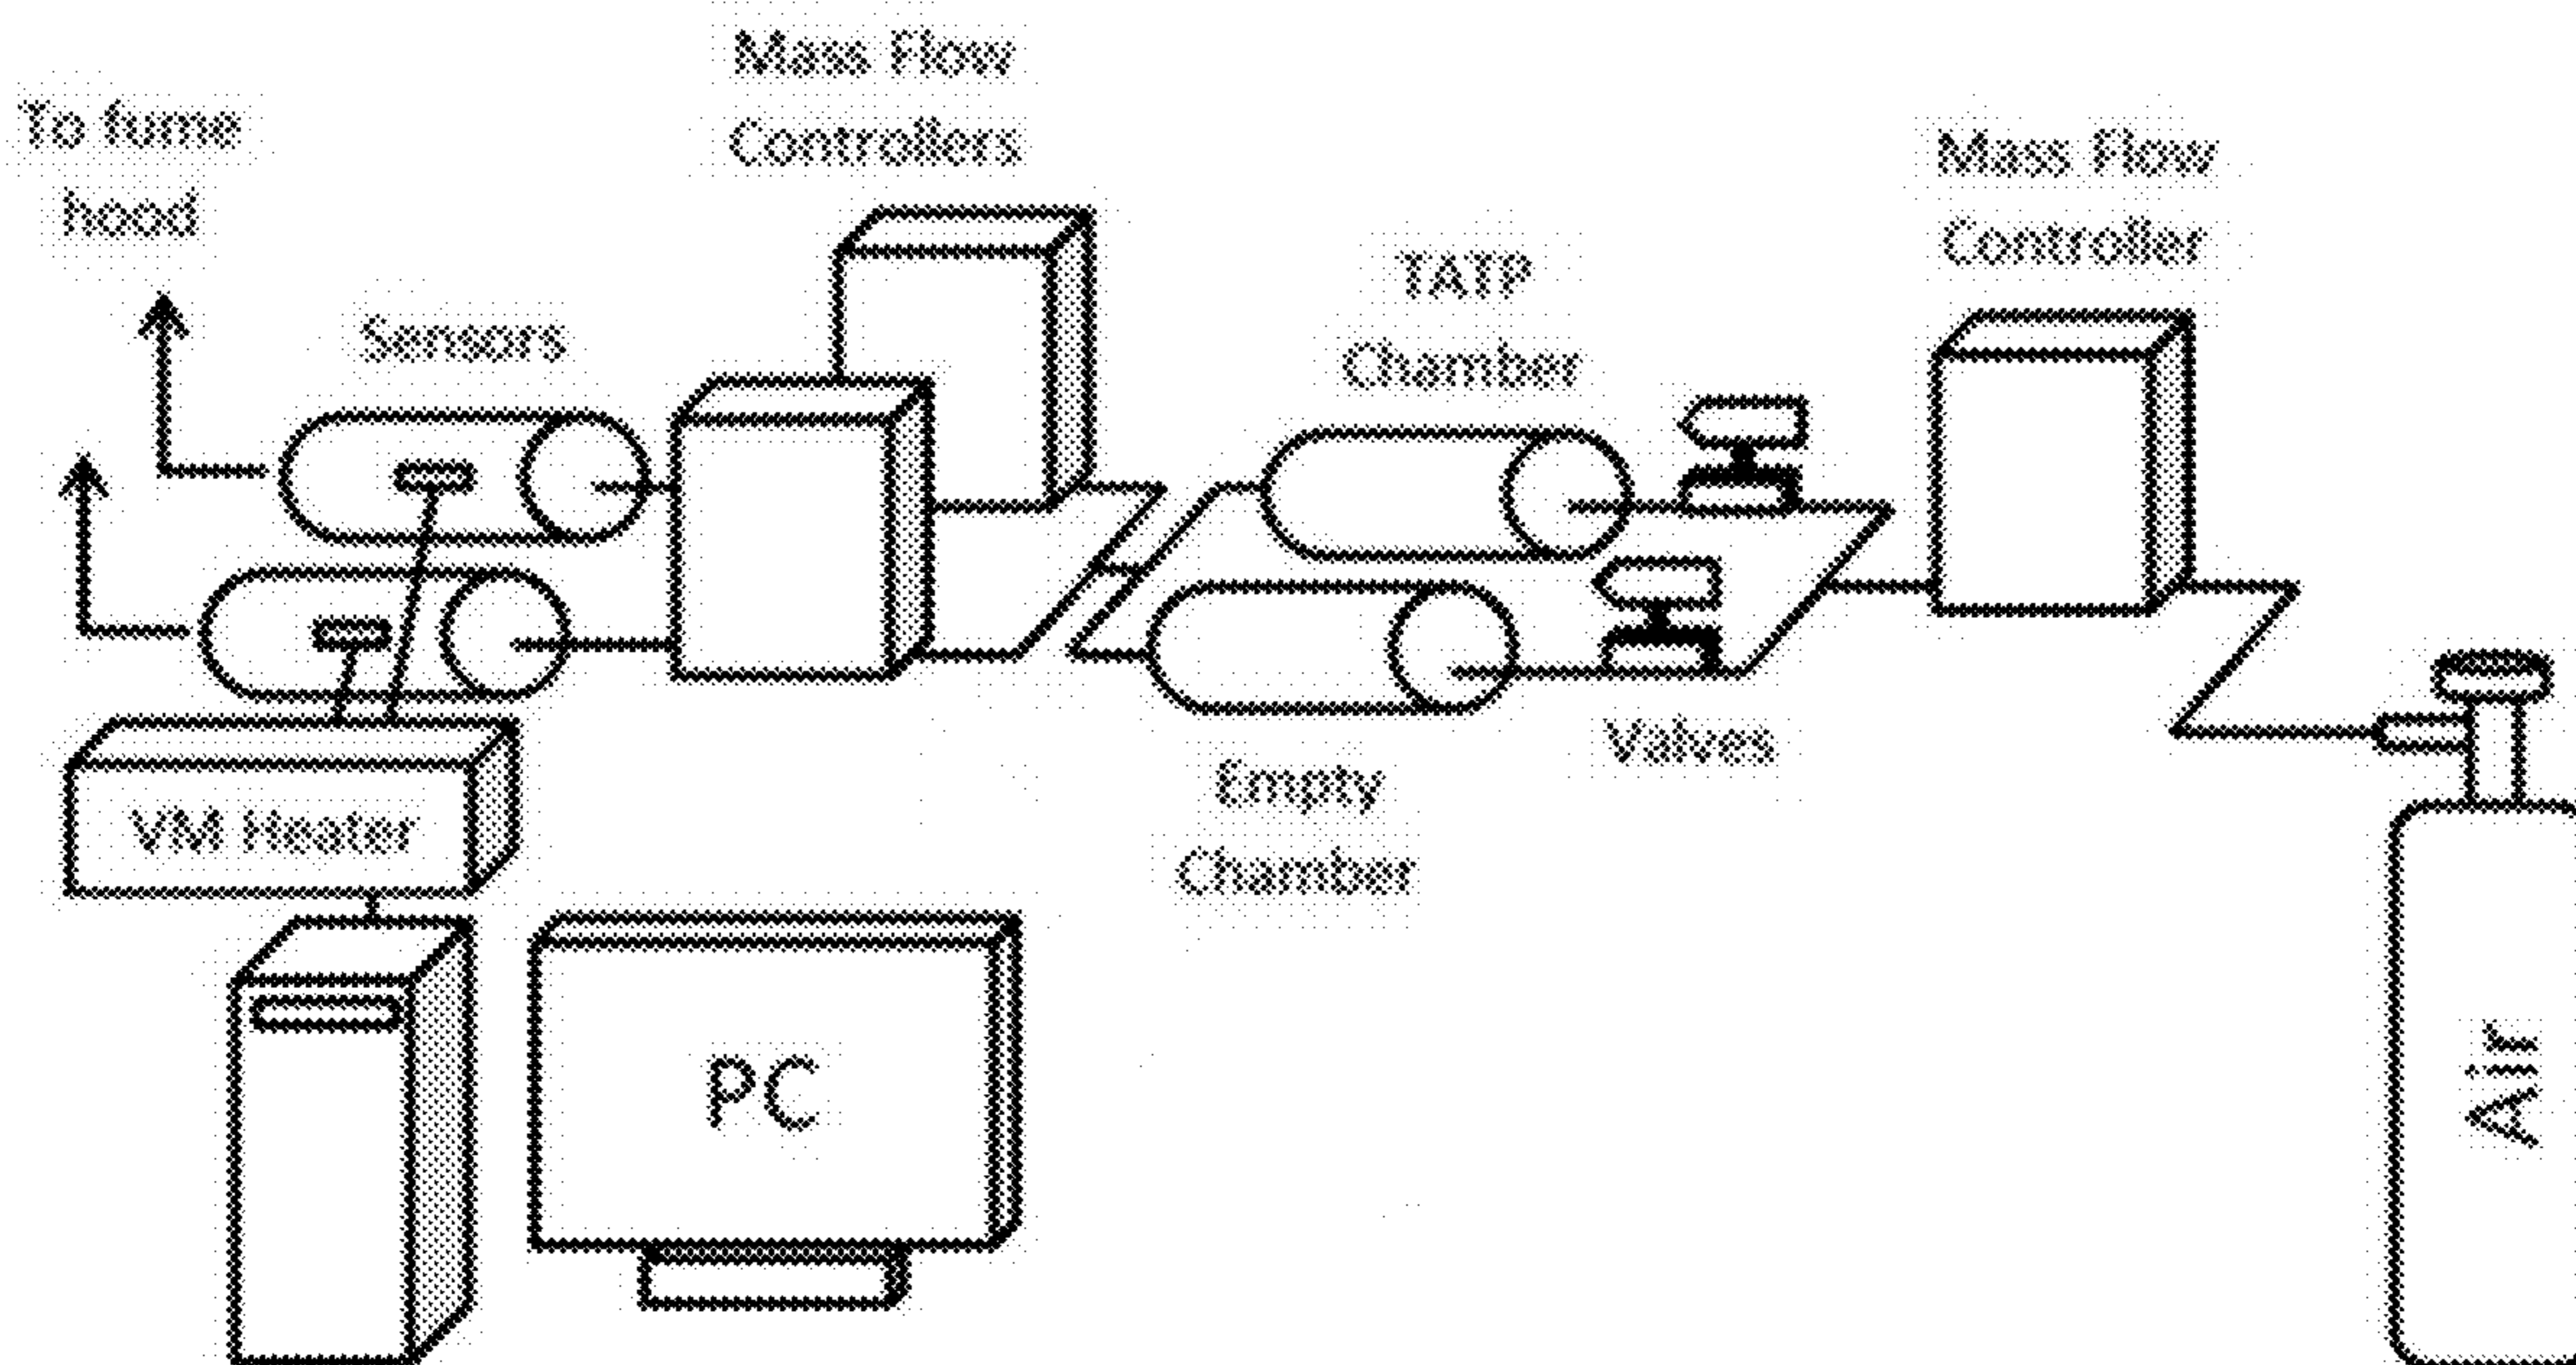 Mass Flow
Controllers
To fume
hood
Mass Flow
Controller
TATP
Chamber
Sensors
Valves
Empty
Chamber
VM Heater
PC
Air